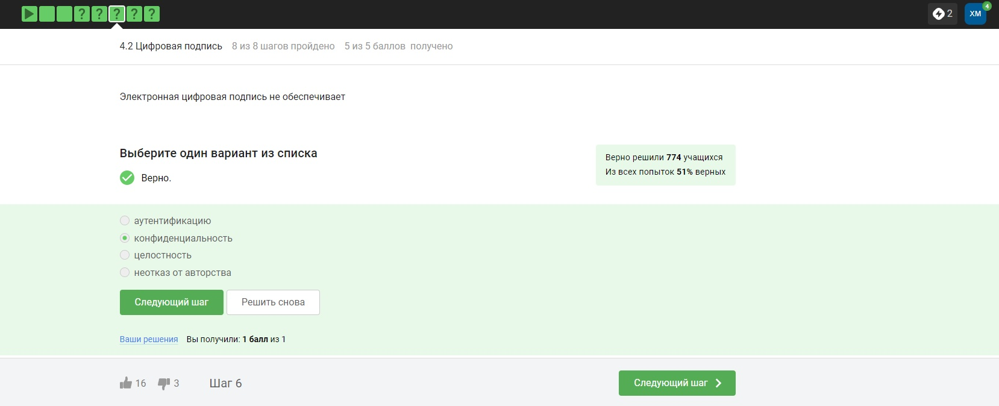 ? ? ? ? ?
2
XM
4
4.2 Цифровая подпись 8 из 8 шагов пройдено 5 из 5 баллов получено
Электронная цифровая подпись не обеспечивает
Выберите один вариант из списка
Верно.
Верно решили 774 учащихся
Из всех попыток 51% верных
аутентификацию
конфиденциальность
целостность
неотказ от авторства
Следующий шаг Решить снова
Ваши решения Вы получили: 1 балл из 1
16 3 Шаг 6 Следующий шаг